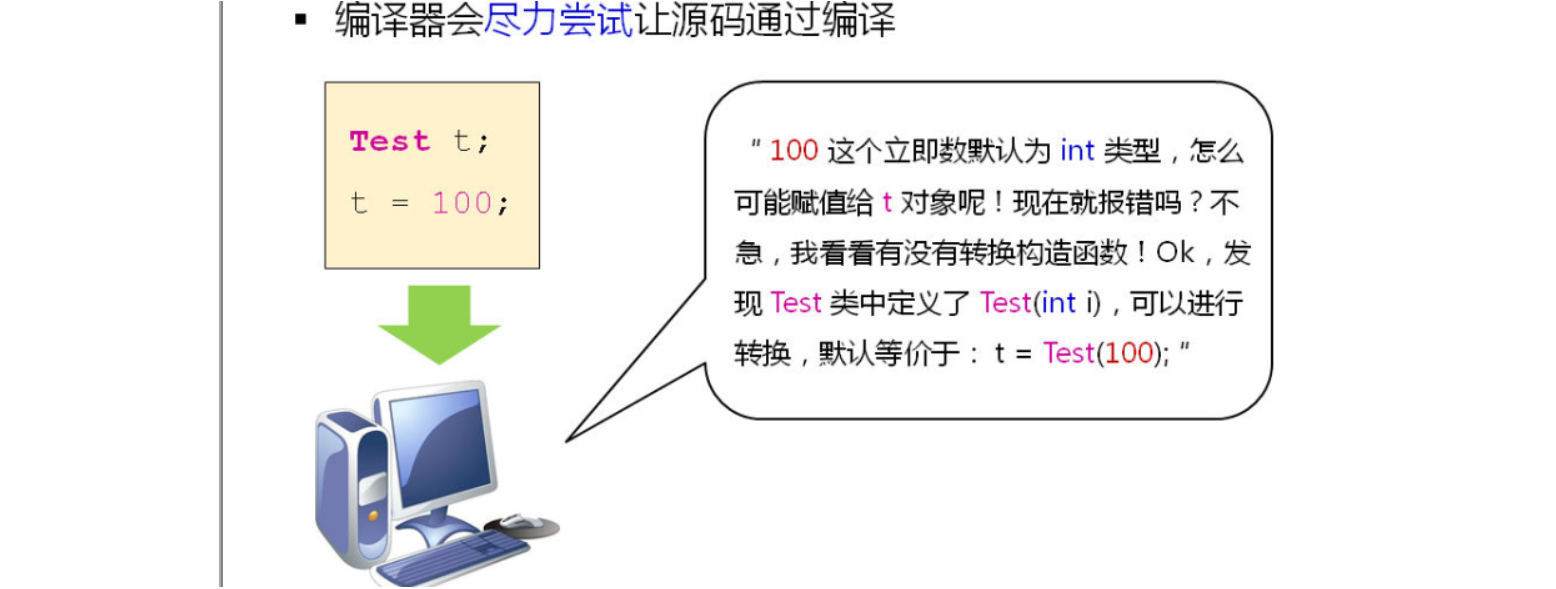 ▪ 编译器会尽力尝试让源码通过编译
Test t;
t = 100;
" 100 这个立即数默认为 int 类型，怎么
可能赋值给 t 对象呢！现在就报错吗？不
急，我看看有没有转换构造函数！Ok，发
现 Test 类中定义了 Test(int i)，可以进行
转换，默认等价于： t = Test(100); "